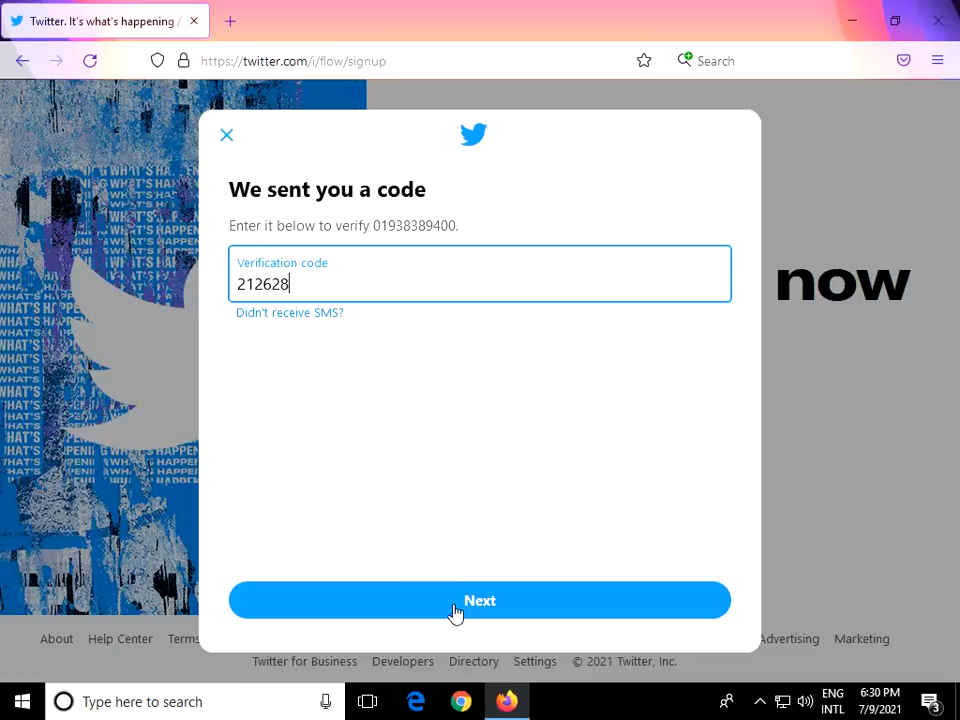 Twitter. It's what's happening /
https://twitter.com/i/flow/signup
Search
We sent you a code
Enter it below to verify 01938389400.
Verification code
212628
Didn't receive SMS?
Next
now
About Help Center Terms Advertising Marketing
Twitter for Business Developers Directory Settings © 2021 Twitter, Inc.
Type here to search
ENG
INTL
6:30 PM
7/9/2021
3